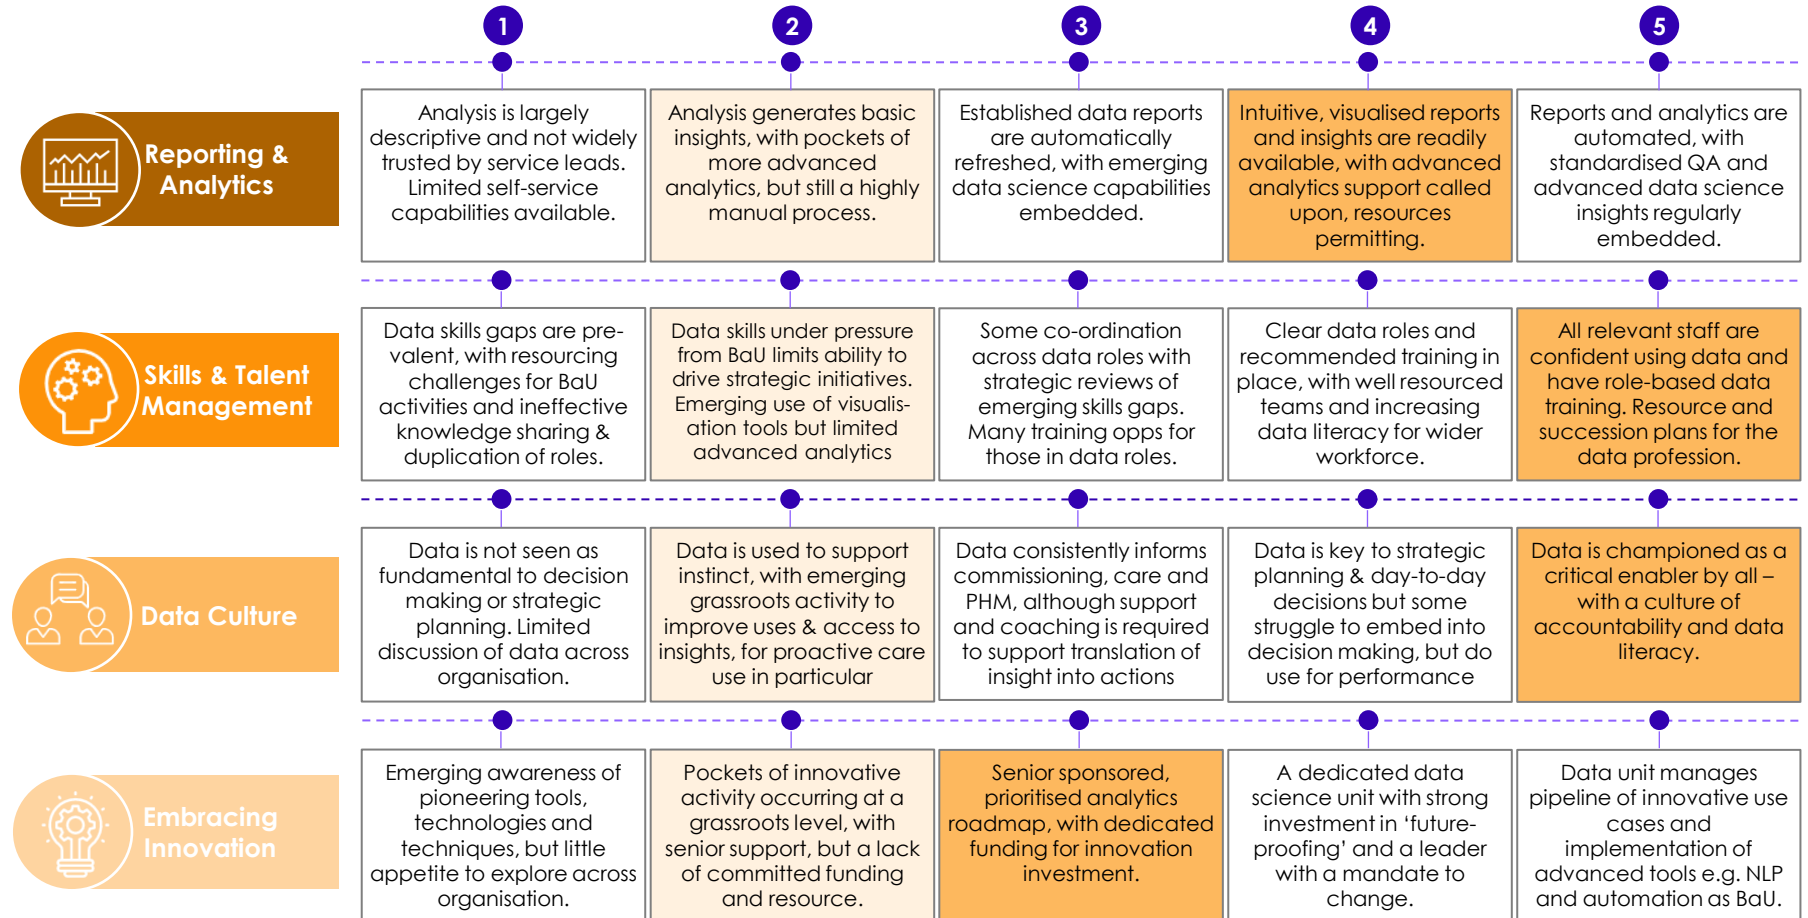 1
2
3
4
5
Reporting &
Analytics
Analysis is largely
descriptive and not widely
trusted by service leads.
Limited self-service
capabilities available.
Analysis generates basic
insights, with pockets of
more advanced
analytics, but still a highly
manual process.
Established data reports
are automatically
refreshed, with emerging
data science capabilities
embedded.
Intuitive, visualised reports
and insights are readily
available, with advanced
analytics support called
upon, resources
permitting.
Reports and analytics are
automated, with
standardised QA and
advanced data science
insights regularly
embedded.
Skills & Talent
Management
Data skills gaps are pre-
valent, with resourcing
challenges for BaU
activities and ineffective
knowledge sharing &
duplication of roles.
Data skills under pressure
from BaU limits ability to
drive strategic initiatives.
Emerging use of visualis-
ation tools but limited
advanced analytics
Some co-ordination
across data roles with
strategic reviews of
emerging skills gaps.
Many training opps for
those in data roles.
Clear data roles and
recommended training in
place, with well resourced
teams and increasing
data literacy for wider
workforce.
All relevant staff are
confident using data and
have role-based data
training. Resource and
succession plans for the
data profession.
Data Culture
Data is not seen as
fundamental to decision
making or strategic
planning. Limited
discussion of data across
organisation.
Data is used to support
instinct, with emerging
grassroots activity to
improve uses & access to
insights, for proactive care
use in particular
Data consistently informs
commissioning, care and
PHM, although support
and coaching is required
to support translation of
insight into actions
Data is key to strategic
planning & day-to-day
decisions but some
struggle to embed into
decision making, but do
use for performance
Data is championed as a
critical enabler by all –
with a culture of
accountability and data
literacy.
Embracing
Innovation
Emerging awareness of
pioneering tools,
technologies and
techniques, but little
appetite to explore across
organisation.
Pockets of innovative
activity occurring at a
grassroots level, with
senior support, but a lack
of committed funding
and resource.
Senior sponsored,
prioritised analytics
roadmap, with dedicated
funding for innovation
investment.
A dedicated data
science unit with strong
investment in ‘future-
proofing’ and a leader
with a mandate to
change.
Data unit manages
pipeline of innovative use
cases and
implementation of
advanced tools e.g. NLP
and automation as BaU.